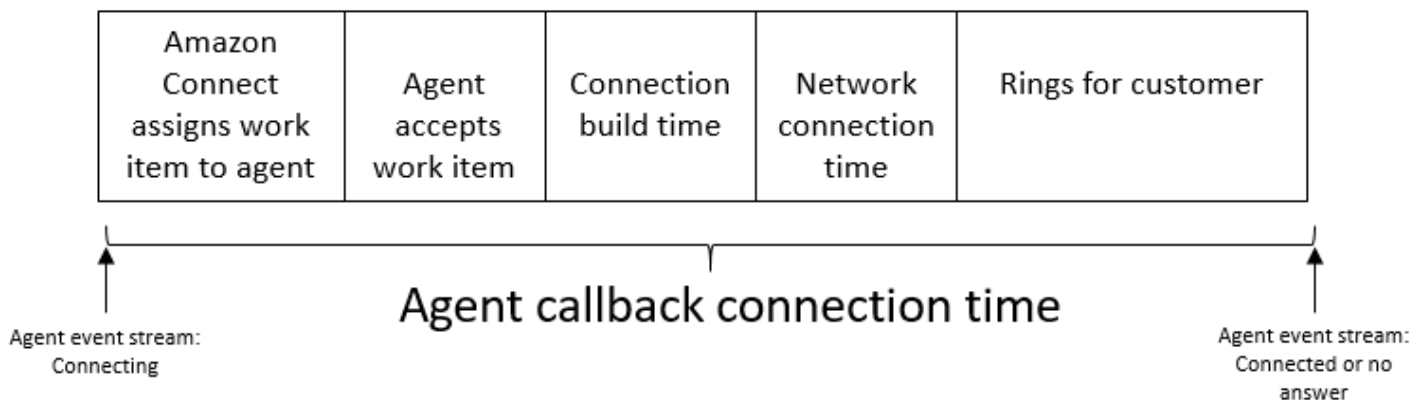 Amazon
Connect
assigns work
item to agent
Agent
accepts
work item
Connection
build time
Network
connection
time
Rings for customer
Agent callback connection time
Agent event stream:
Connecting
Agent event stream:
Connected or no
answer